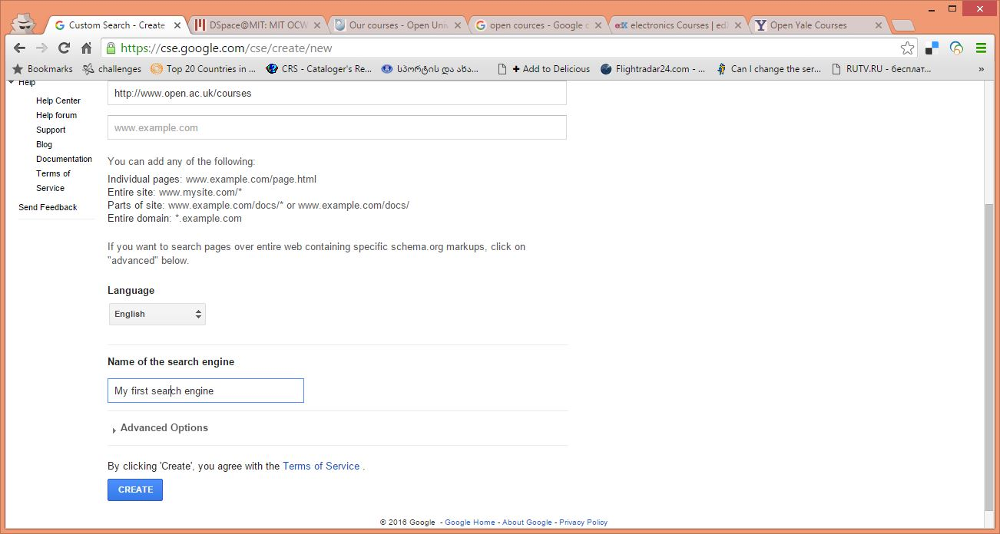 Custom Search - Create
DSpace@MIT: MIT OCW
Our courses - Open Univ
open cources - Google c
edX electronics Courses | ed
Y Open Yale Courses
https://cse.google.com/cse/create/new
Bookmarks challenges Top 20 Countries in ... CRS - Cataloger's Re... სპორტის და ახა... + Add to Delicious Flightradar24.com - ... Can I change the ser... RUTV.RU - бесплат... »
Help
Help Center
Help forum
Support
Blog
Documentation
Terms of
Service
Send Feedback
http://www.open.ac.uk/courses
www.example.com
You can add any of the following:
Individual pages: www.example.com/page.html
Entire site: www.mysite.com/*
Parts of site: www.example.com/docs/* or www.example.com/docs/
Entire domain: *.example.com
If you want to search pages over entire web containing specific schema.org markups, click on
"advanced" below.
Language
English
Name of the search engine
My first search engine
Advanced Options
By clicking 'Create', you agree with the Terms of Service .
CREATE
© 2016 Google - Google Home - About Google - Privacy Policy